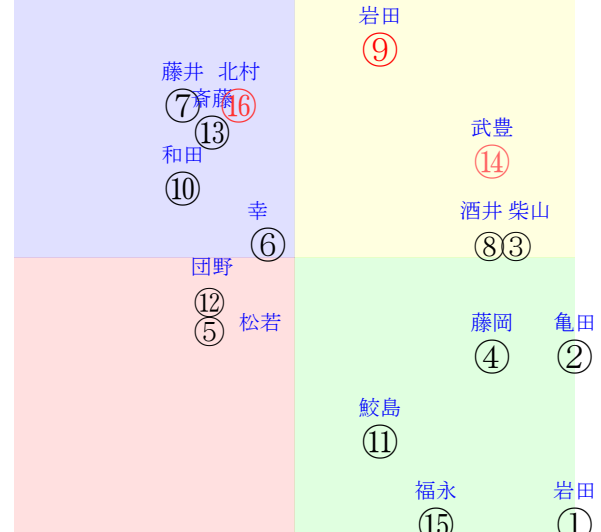 岩田
⑨
藤井 北村
斎藤
⑦ ⑯
⑬
武豊
⑭
和田
⑩
幸
⑥
酒井 柴山
⑧③
団野
⑫
⑤ 松若
藤岡 亀田
④ ②
鮫島
⑪
福永 岩田
⑮ ①